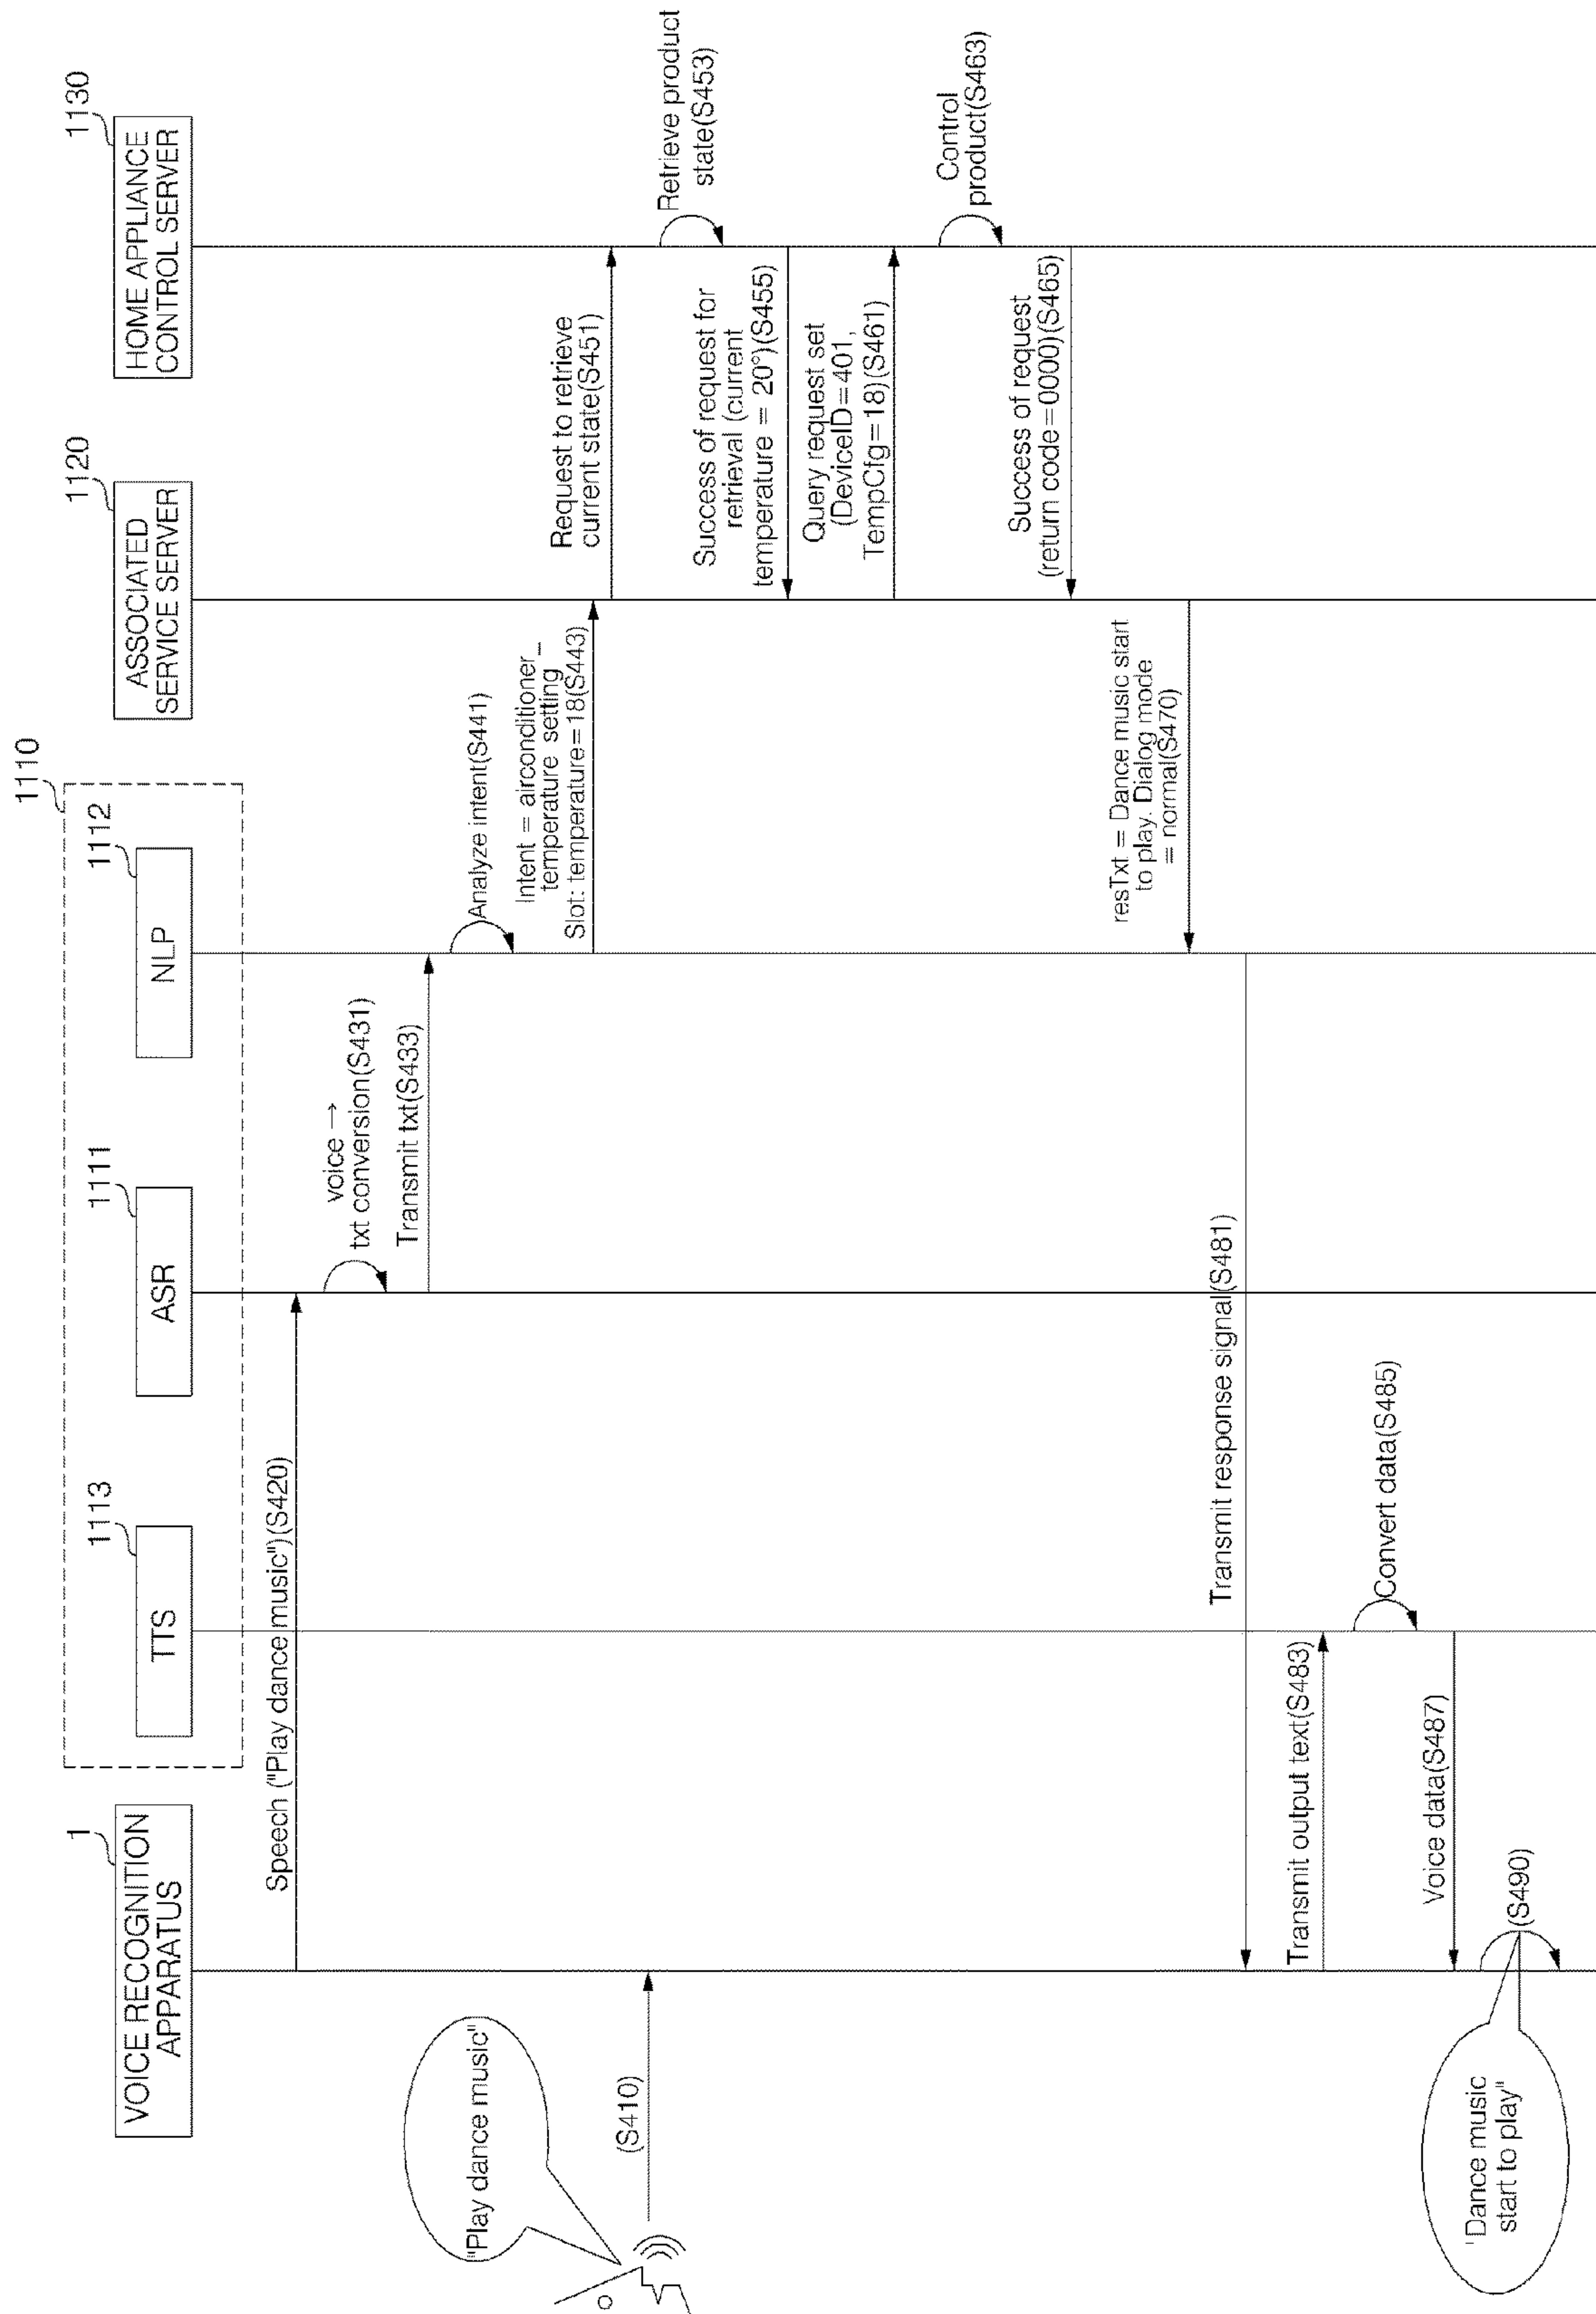 1110
1
VOICE RECOGNITION
APPARATUS
1113
TTS
1111
ASR
1112
NLP
1120
ASSOCIATED
SERVICE SERVER
1130
HOME APPLIANCE
CONTROL SERVER
"Play dance music"
(S410)
Speech ("Play dance music")(S420)
voice →
txt conversion(S431)
Transmit txt(S433)
Analyze intent(S441)
Intent = airconditioner_
temperature setting
Slot: temperature=18(S443)
Request to retrieve
current state(S451)
Retrieve product
state(S453)
Success of request for
retrieval (current
temperature = 20°)(S455)
Query request set
(DeviceID=401,
TempCfg=18)(S461)
Control
product(S463)
Success of request
(return code=0000)(S465)
resTxt = Dance music start
to play. Dialog mode
= normal(S470)
Transmit response signal(S481)
Transmit output text(S483)
Convert data(S485)
Voice data(S487)
(S490)
"Dance music
start to play"